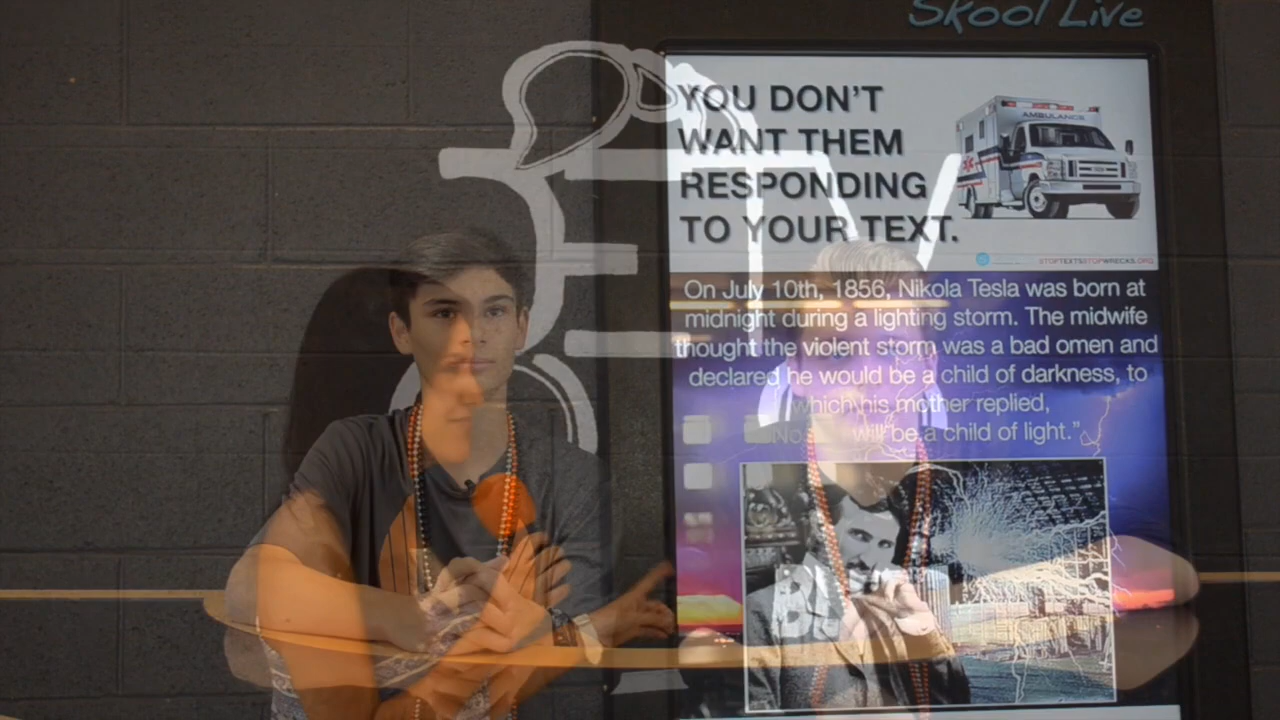 Skool Live
YOU DON'T
WANT THEM
RESPONDING
TO YOUR TEXT.
AMBULANCE
STOPTEXTSSTOPWRECKS.ORG
On July 10th, 1856, Nikola Tesla was born at
midnight during a lighting storm. The midwife
thought the violent storm was a bad omen and
declared he would be a child of darkness, to
which his mother replied,
will be a child of light."
TV